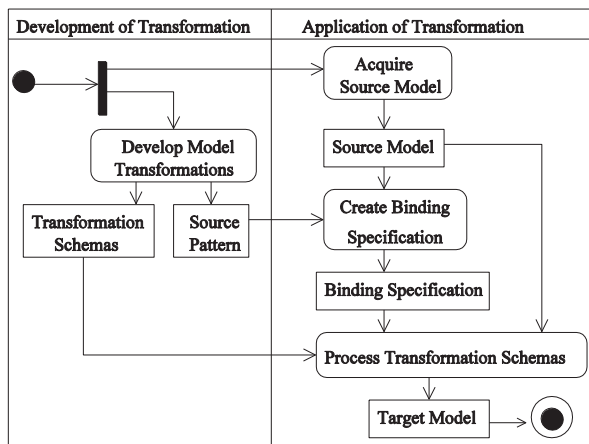 Development of Transformation
Application of Transformation
Acquire
Source Model
Develop Model
Transformations
Source Model
Transformation
Schemas
Source
Pattern
Create Binding
Specification
Binding Specification
Process Transformation Schemas
Target Model